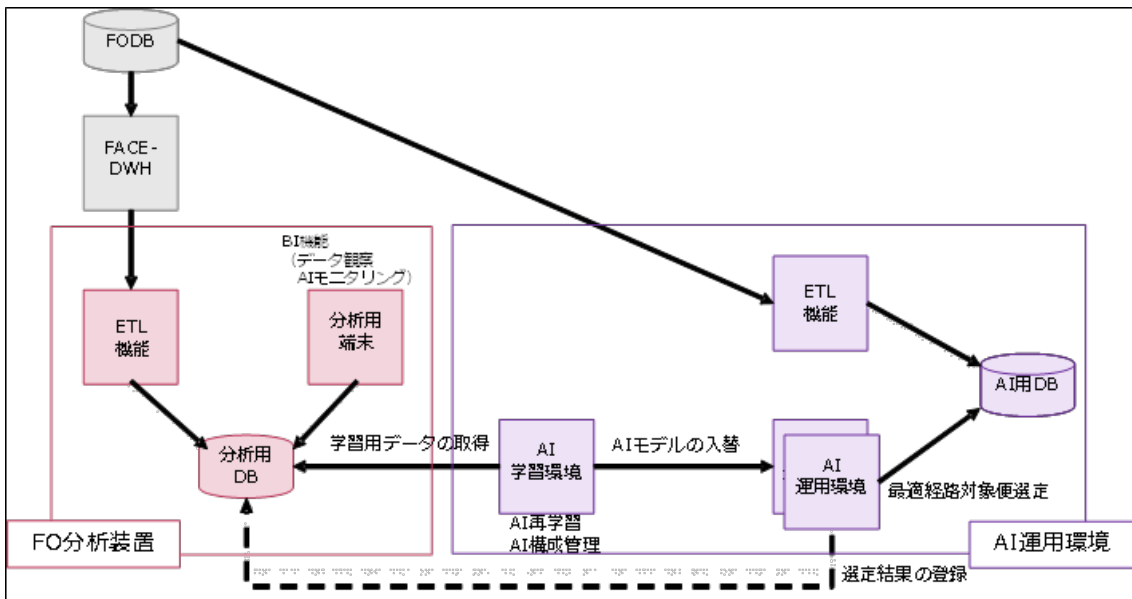 FODB
FACE-
DWH
BI機能
(データ観察
AIモニタリング)
ETL
機能
分析用
端末
ETL
機能
AI用DB
分析用
DB
学習用データの取得
AI
学習環境
AIモデルの入替
AI
運用環境
最適経路対象便選定
AI再学習
AI構成管理
FO分析装置
AI運用環境
選定結果の登録